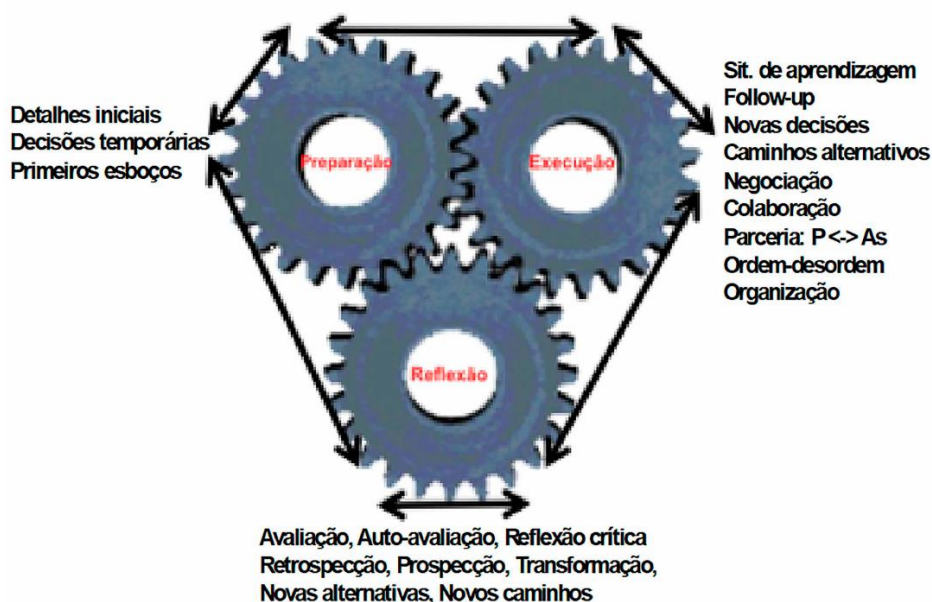 Detalhes iniciais
Decisões temporárias
Primeiros esboços
Preparação
Execução
Sit. de aprendizagem
Follow-up
Novas decisões
Caminhos alternativos
Negociação
Colaboração
Parceria: P <-> As
Ordem-desordem
Organização
Reflexão
Avaliação, Auto-avaliação, Reflexão crítica
Retrospecção, Prospecção, Transformação,
Novas alternativas, Novos caminhos